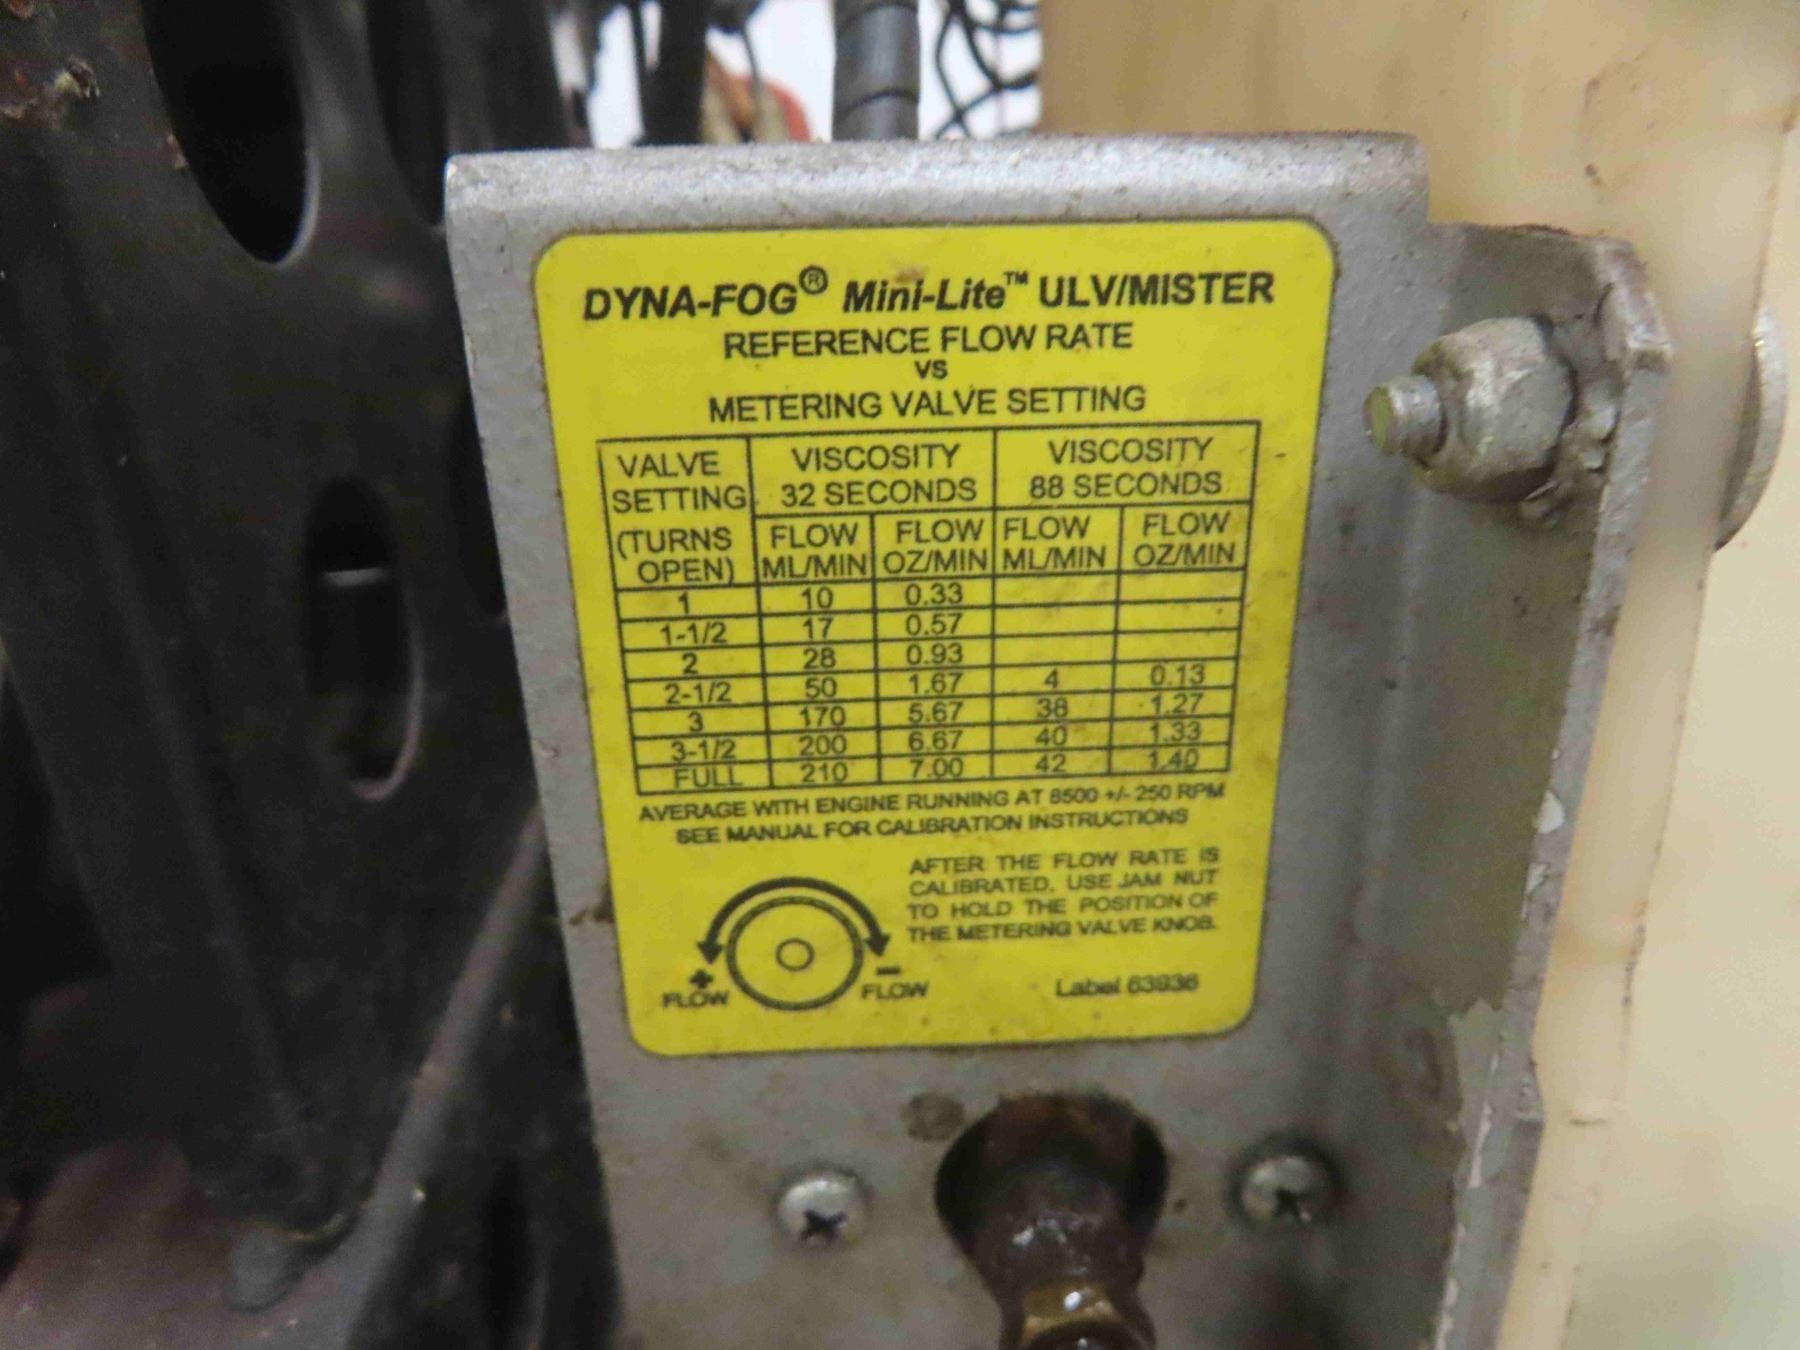 DYNA-FOG® Mini-Lite™ ULV/MISTER
REFERENCE FLOW RATE
VS
METERING VALVE SETTING
VALVE SETTING (TURNS OPEN) VISCOSITY 32 SECONDS VISCOSITY 88 SECONDS
FLOW ML/MIN FLOW OZ/MIN FLOW ML/MIN FLOW OZ/MIN
1 10 0.33
1-1/2 17 0.57
2 28 0.93
2-1/2 50 1.67 4 0.13
3 170 5.67 38 1.27
3-1/2 200 6.67 40 1.33
FULL 210 7.00 42 1.40
AVERAGE WITH ENGINE RUNNING AT 8500 +/- 250 RPM
SEE MANUAL FOR CALIBRATION INSTRUCTIONS
AFTER THE FLOW RATE IS
CALIBRATED, USE JAM NUT
TO HOLD THE POSITION OF
THE METERING VALVE KNOB.
+ FLOW
− FLOW
Label 63936